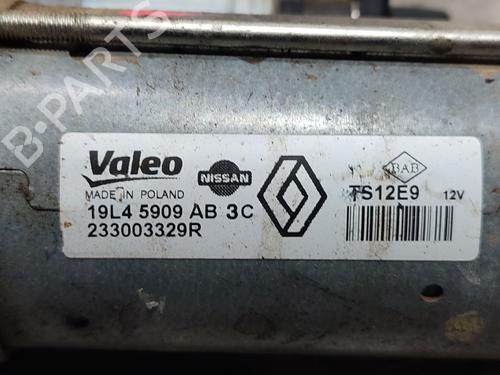 B-PARTS
Valeo
MADE IN POLAND
NISSAN
BAB
TS12E9 12V
19L4 5909 AB 3C
233003329R